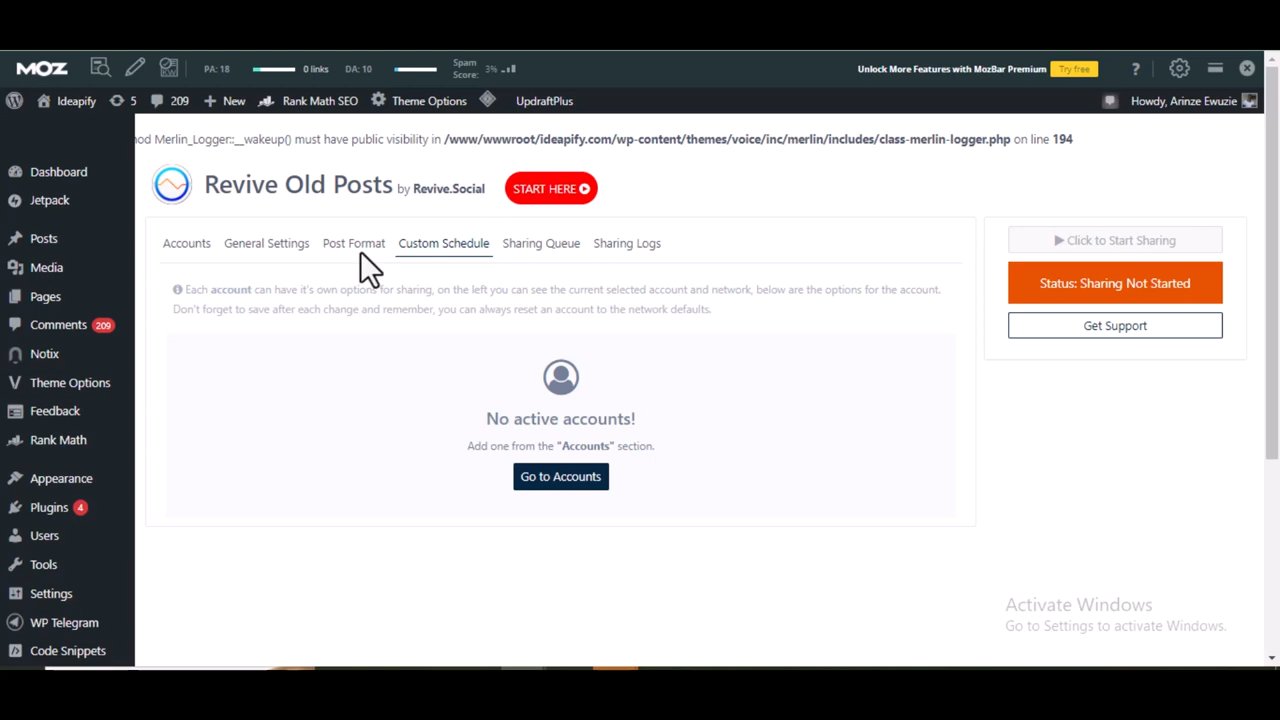 MOZ PA: 18 0 links DA: 10 Spam Score: 3% Unlock More Features with MozBar Premium Try free ?
Ideapify 5 209 New Rank Math SEO Theme Options UpdraftPlus Howdy, Arinze Ewuzie
Merlin_Logger::__wakeup() must have public visibility in /www/wwwroot/ideapify.com/wp-content/themes/voice/inc/merlin/includes/class-merlin-logger.php on line 194
Dashboard
Jetpack
Posts
Media
Pages
Comments 209
Notix
Theme Options
Feedback
Rank Math
Appearance
Plugins 4
Users
Tools
Settings
WP Telegram
Code Snippets
Revive Old Posts by Revive.Social START HERE
Accounts General Settings Post Format Custom Schedule Sharing Queue Sharing Logs
Each account can have it's own options for sharing, on the left you can see the current selected account and network, below are the options for the account.
Don't forget to save after each change and remember, you can always reset an account to the network defaults.
No active accounts!
Add one from the "Accounts" section.
Go to Accounts
Click to Start Sharing
Status: Sharing Not Started
Get Support
Activate Windows
Go to Settings to activate Windows.